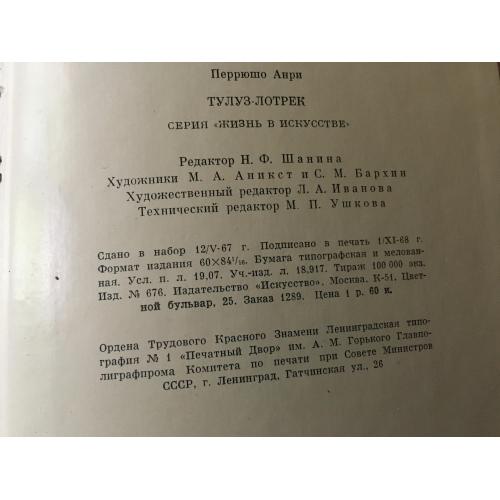 Перрюшо Анри
ТУЛУЗ-ЛОТРЕК
СЕРИЯ «ЖИЗНЬ В ИСКУССТВЕ»
Редактор Н. Ф. Шанина
Художники М. А. Аникст и С. М. Бархин
Художественный редактор Л. А. Иванова
Технический редактор М. П. Ушкова
Сдано в набор 12/V-67 г. Подписано в печать 1/XI-68 г.
Формат издания 60×84¹/₁₆. Бумага типографская и мелован-
ная. Усл. п. л. 19,07. Уч.-изд. л. 18,917. Тираж 100 000 экз.
Изд. № 676. Издательство «Искусство», Москва, К-51, Цвет-
ной бульвар, 25. Заказ 1289. Цена 1 р. 60 к.
Ордена Трудового Красного Знамени Ленинградская типо-
графия № 1 «Печатный Двор» им. А. М. Горького Главпо-
лиграфпрома Комитета по печати при Совете Министров
СССР, г. Ленинград, Гатчинская ул., 26